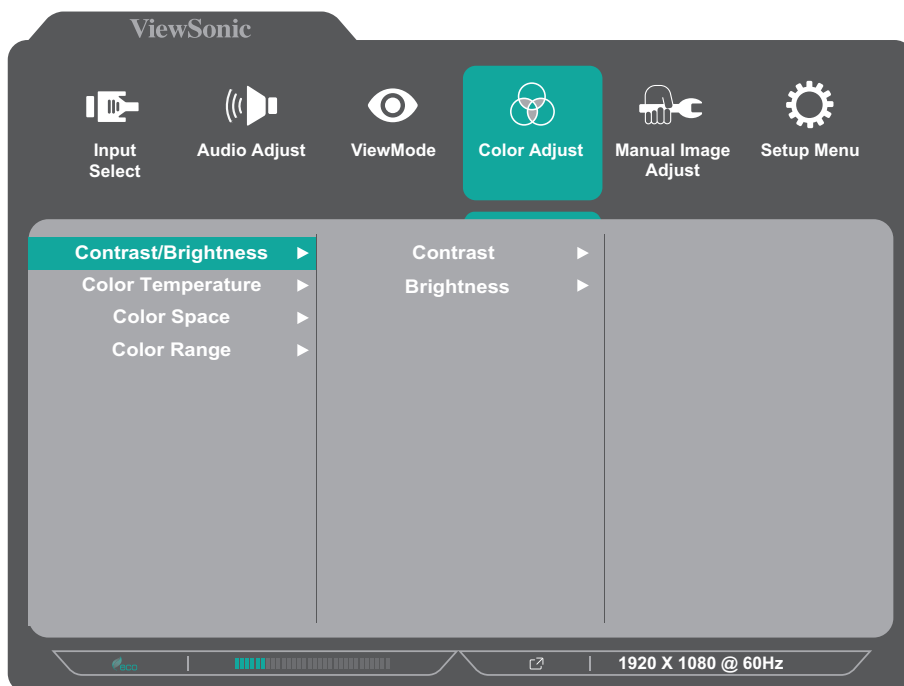 ViewSonic
Input
Select
Audio Adjust
ViewMode
Color Adjust
Manual Image
Adjust
Setup Menu
Contrast/Brightness
Color Temperature
Color Space
Color Range
Contrast
Brightness
eco
1920 X 1080 @ 60Hz